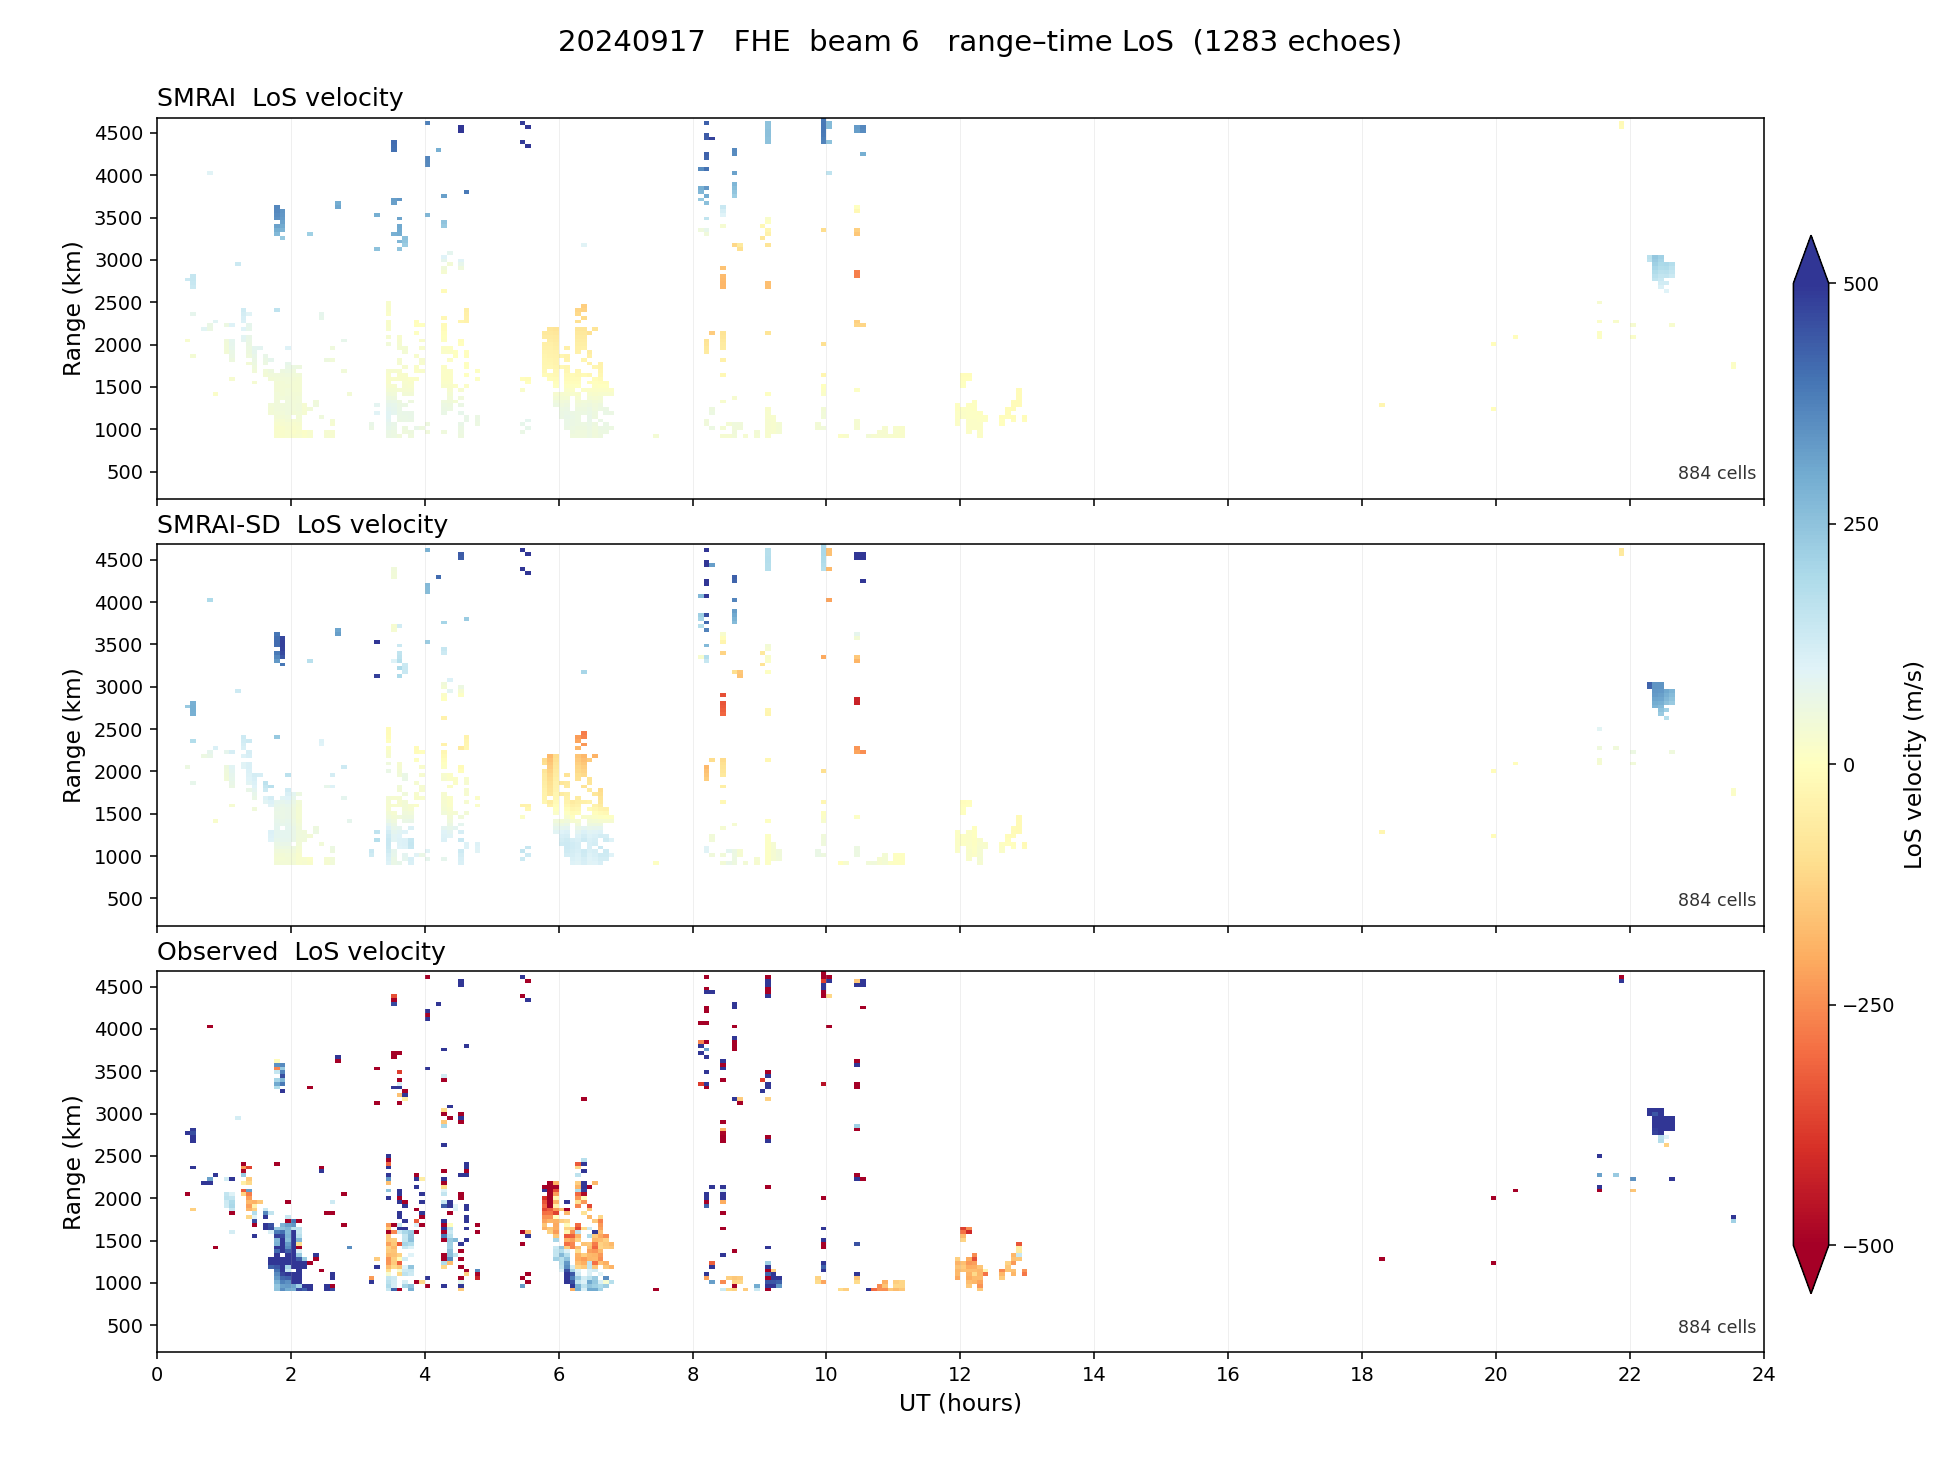 20240917   FHE  beam 6   range–time LoS  (1283 echoes)
SMRAI  LoS velocity
4500
4000
3500
3000
2500
2000
1500
1000
500
Range (km)
884 cells
SMRAI-SD  LoS velocity
4500
4000
3500
3000
2500
2000
1500
1000
500
Range (km)
884 cells
Observed  LoS velocity
4500
4000
3500
3000
2500
2000
1500
1000
500
Range (km)
884 cells
0 2 4 6 8 10 12 14 16 18 20 22 24
UT (hours)
500
250
0
−250
−500
LoS velocity (m/s)